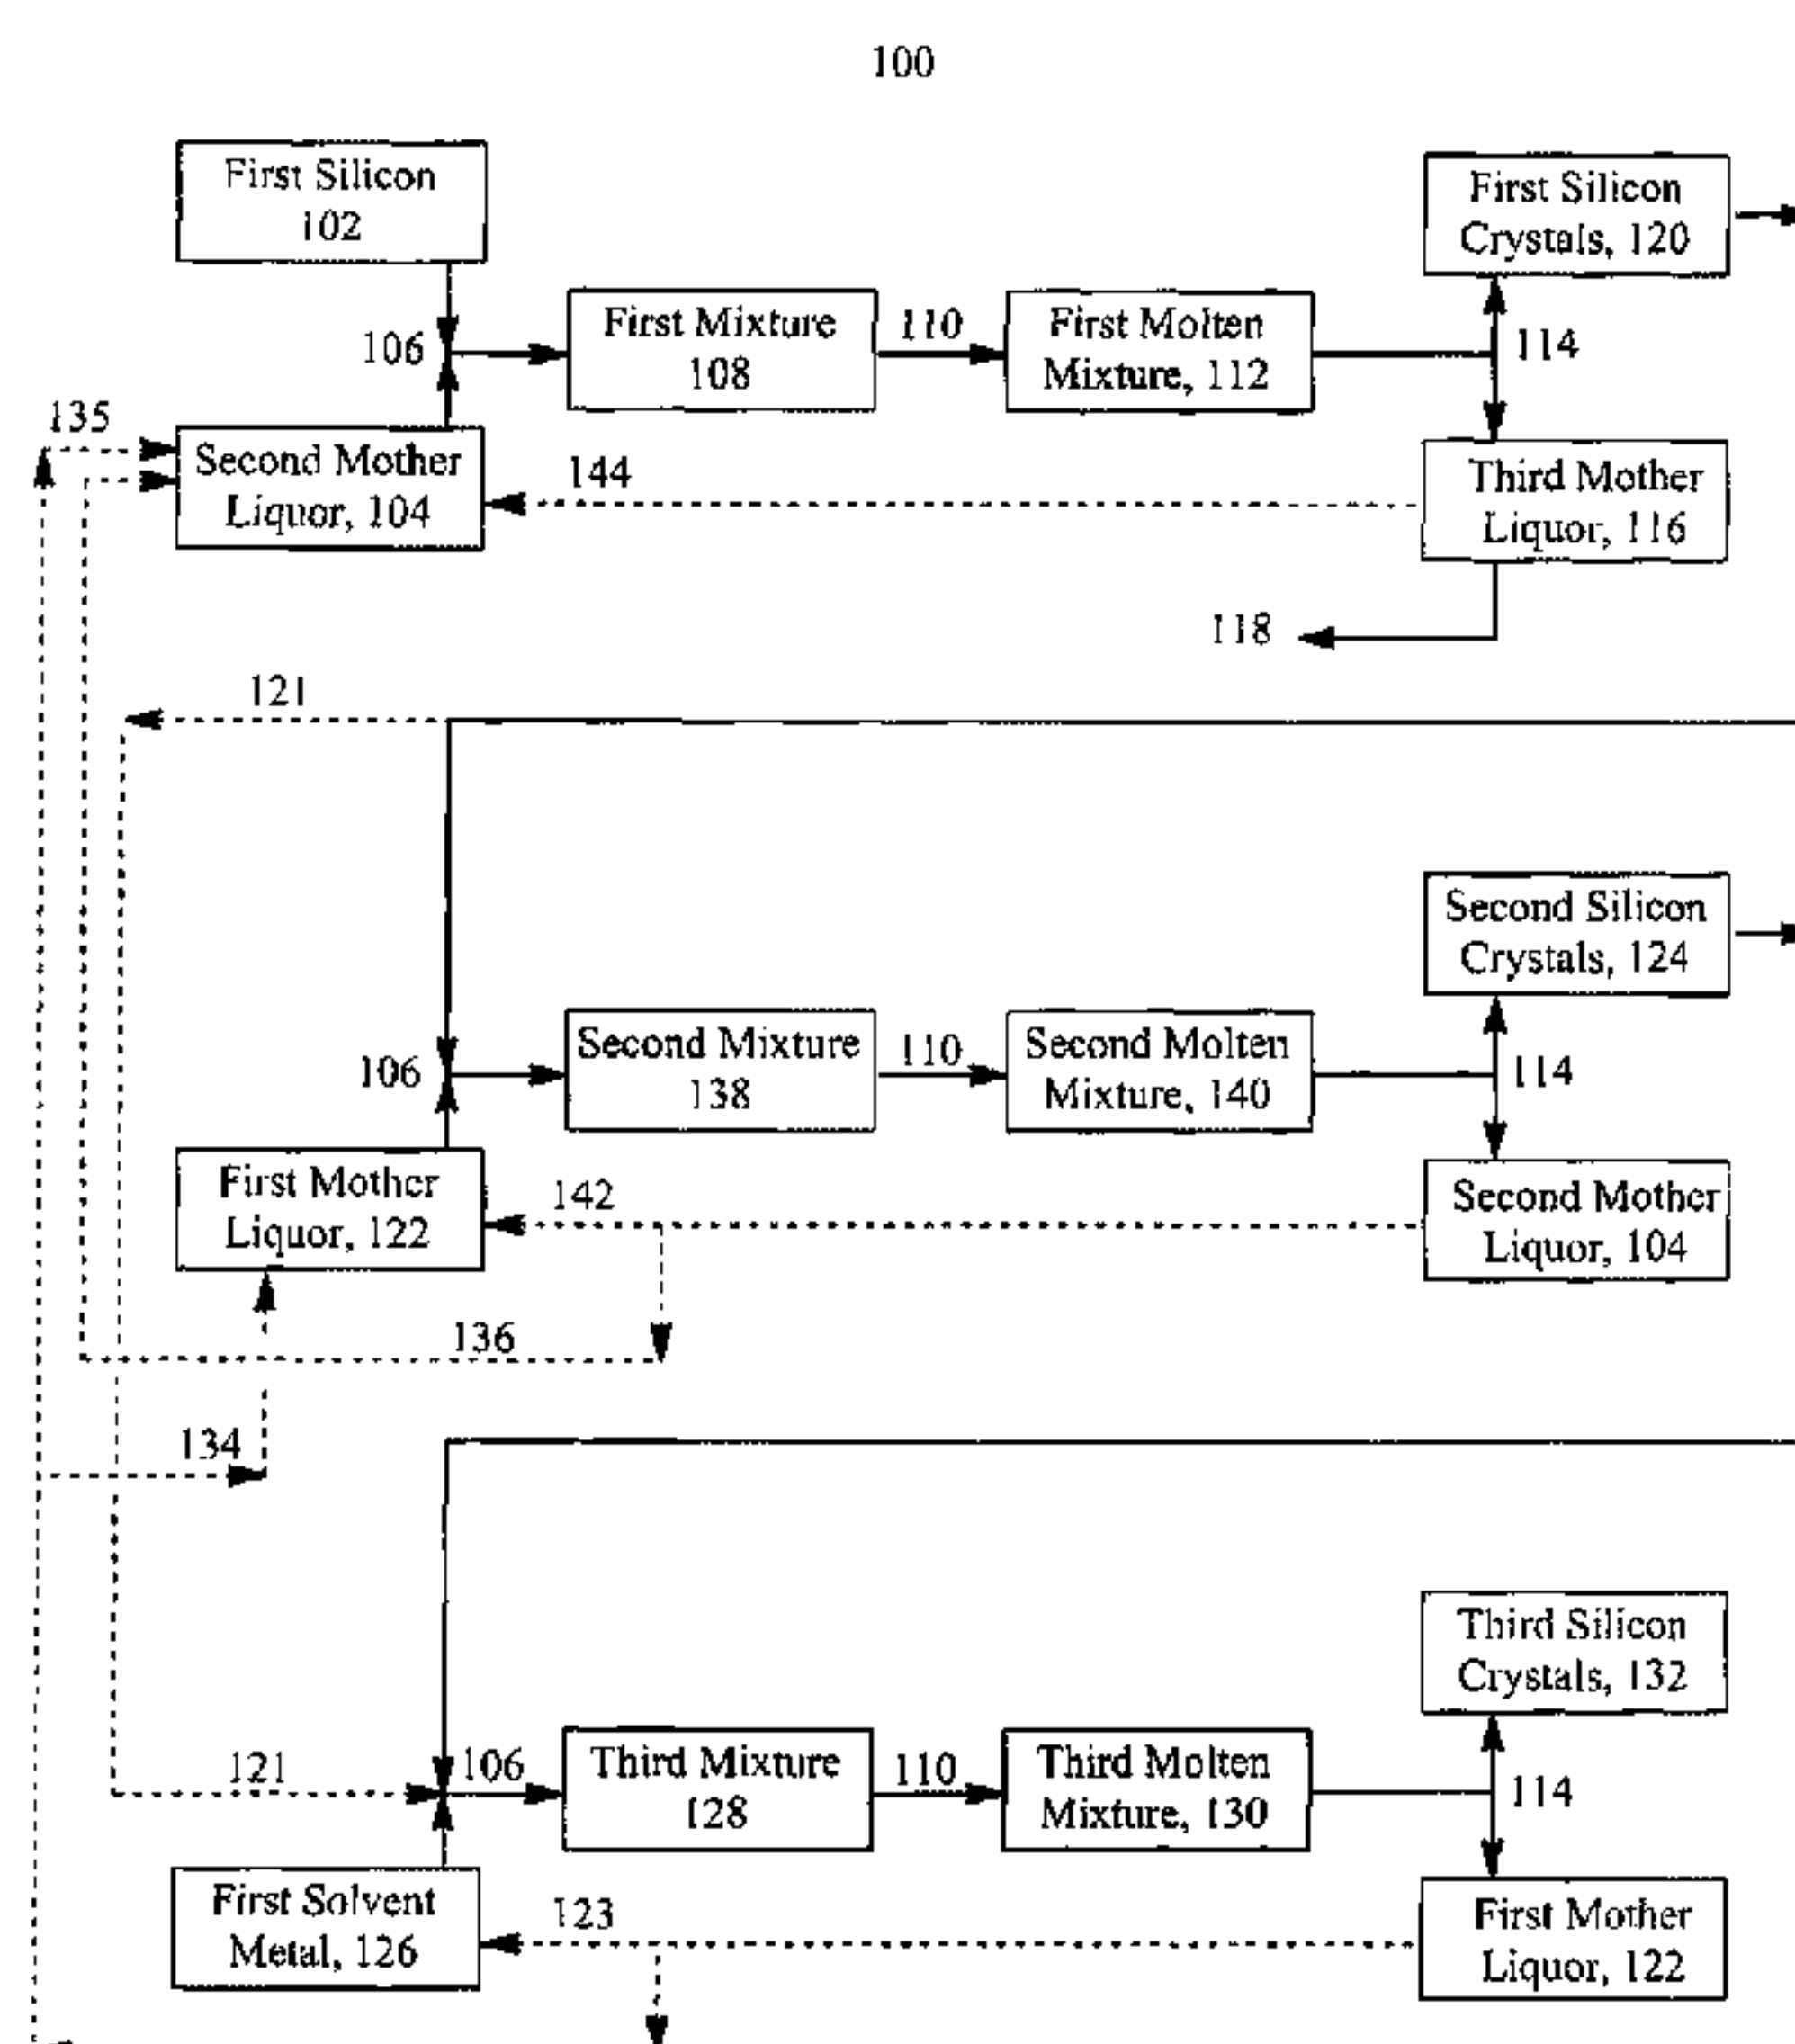 100
First Silicon
102
First Silicon
Crystals, 120
106
First Mixture
108
110
First Molten
Mixture, 112
114
135
Second Mother
Liquor, 104
144
Third Mother
Liquor, 116
118
121
Second Silicon
Crystals, 124
106
Second Mixture
138
110
Second Molten
Mixture, 140
114
First Mother
Liquor, 122
142
Second Mother
Liquor, 104
136
134
Third Silicon
Crystals, 132
121
106
Third Mixture
128
110
Third Molten
Mixture, 130
114
First Solvent
Metal, 126
123
First Mother
Liquor, 122